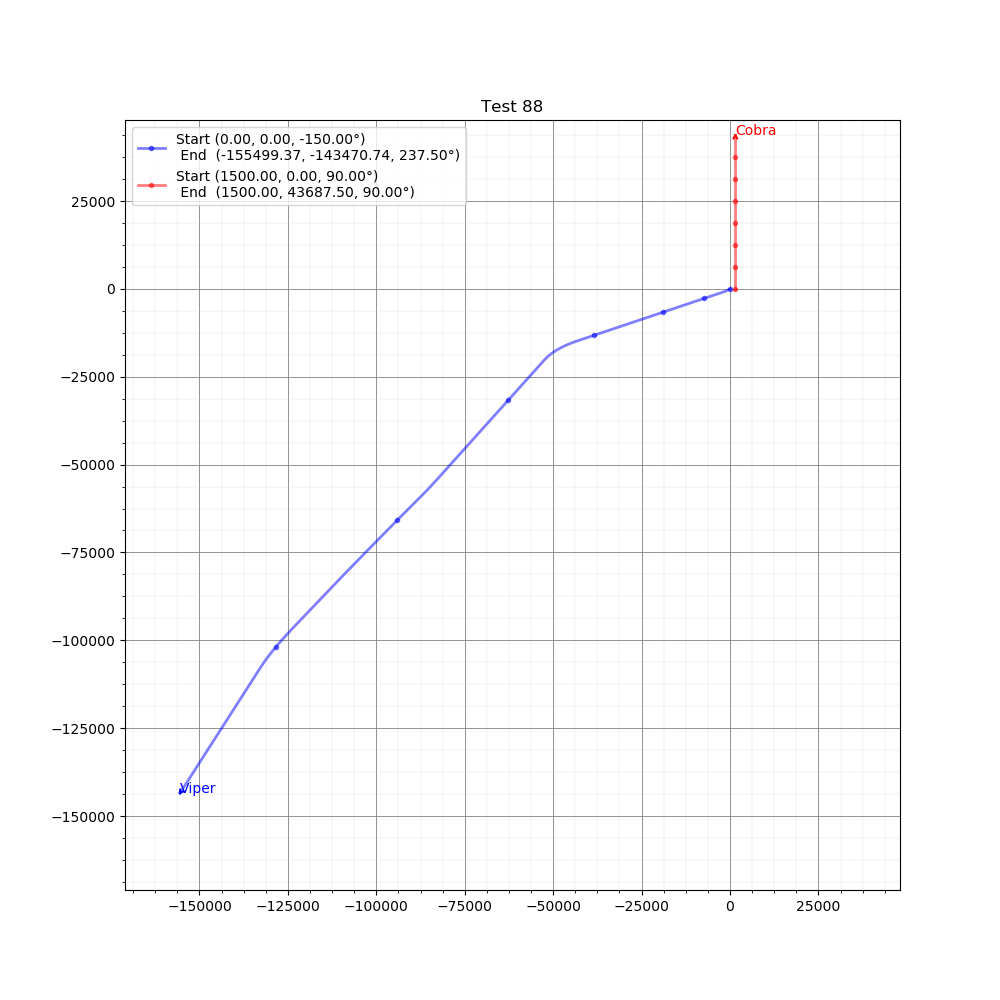 Test 88
Cobra
Start (0.00, 0.00, -150.00°)
End  (-155499.37, -143470.74, 237.50°)
Start (1500.00, 0.00, 90.00°)
End  (1500.00, 43687.50, 90.00°)
25000
0
−25000
−50000
−75000
−100000
−125000
−150000
Viper
−150000 −125000 −100000 −75000 −50000 −25000 0 25000